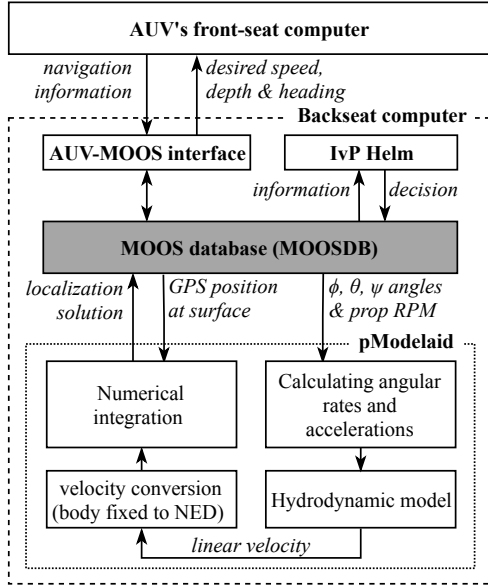 AUV's front-seat computer
navigation
information
desired speed,
depth & heading
Backseat computer
AUV-MOOS interface
IvP Helm
information
decision
MOOS database (MOOSDB)
localization
solution
GPS position
at surface
ϕ, θ, ψ angles
& prop RPM
pModelaid
Numerical
integration
Calculating angular
rates and
accelerations
velocity conversion
(body fixed to NED)
Hydrodynamic model
linear velocity